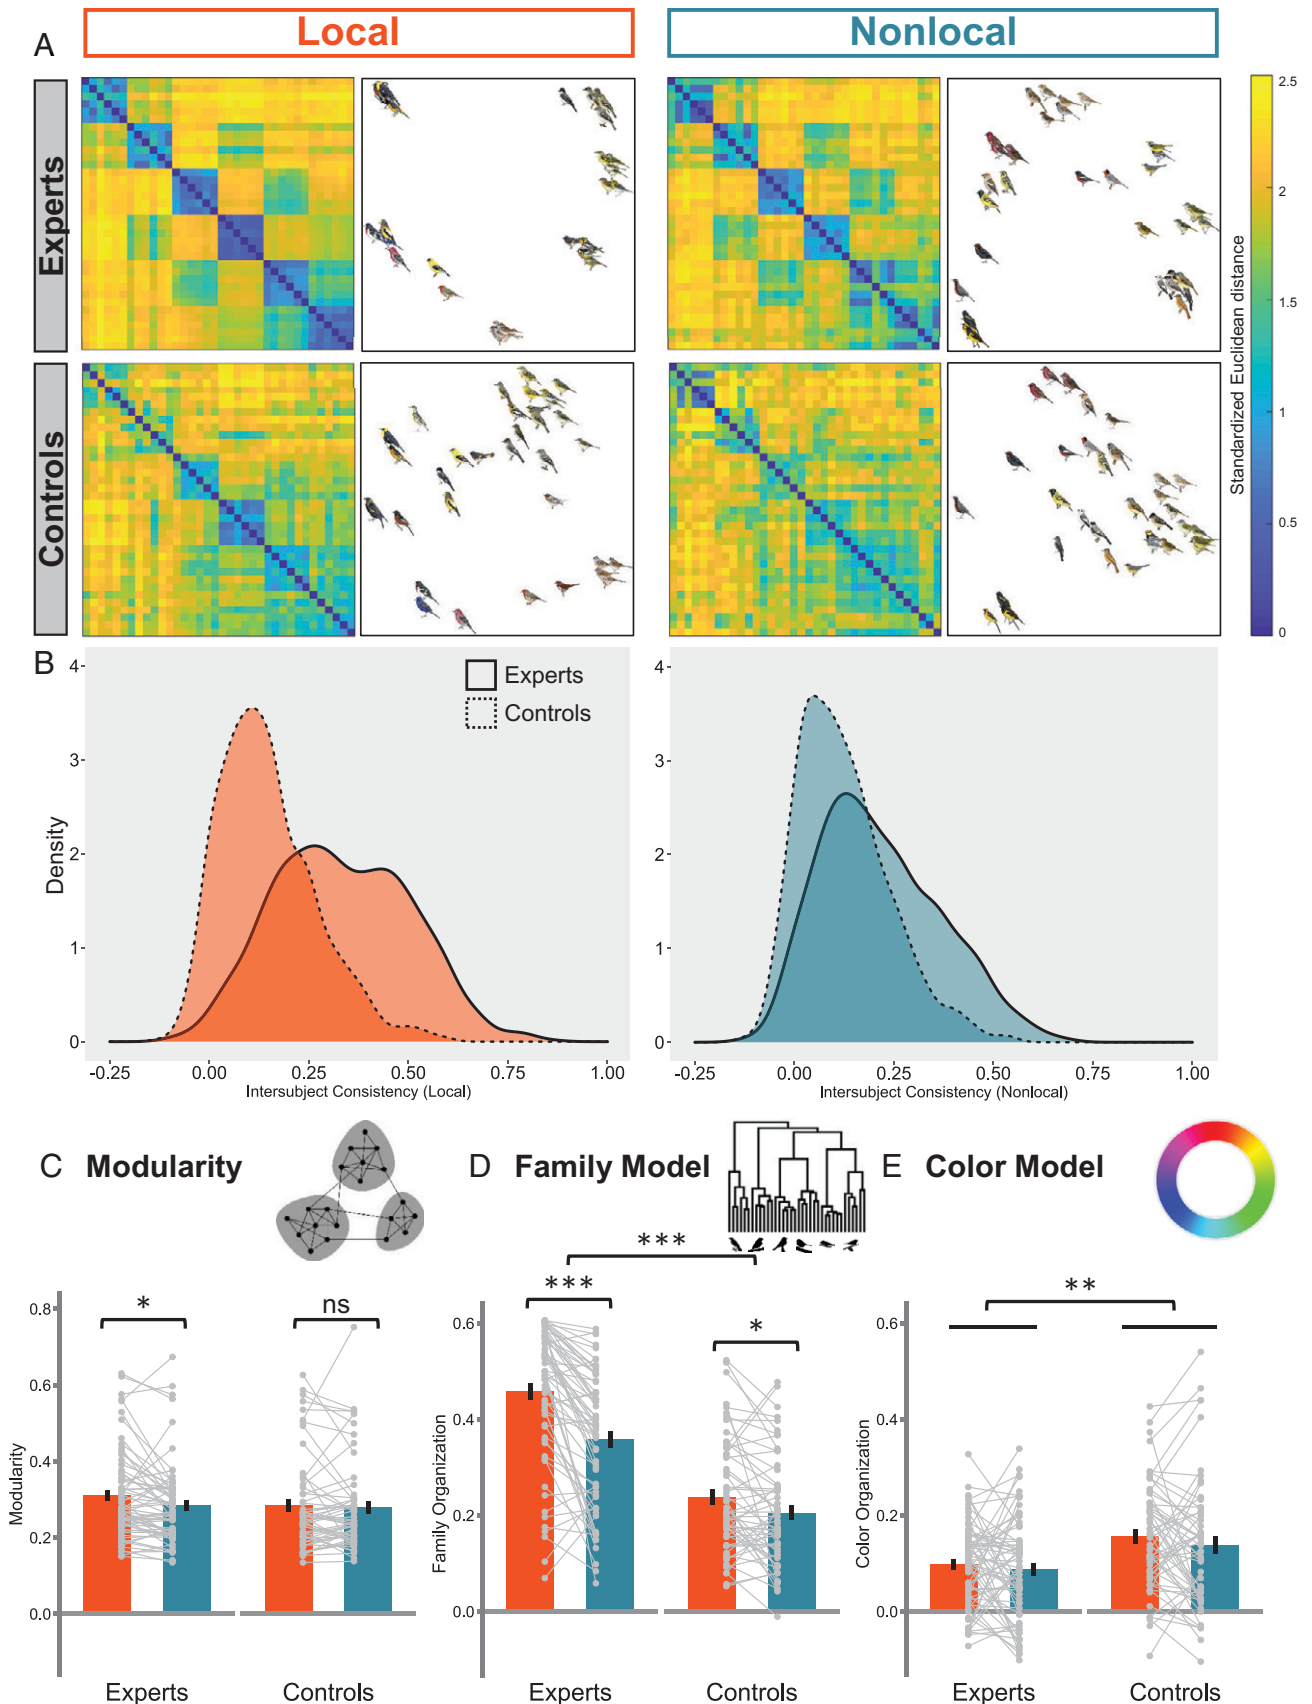 Local
Nonlocal
A
Experts
Controls
2.5
2
1.5
1
0.5
0
Standardized Euclidean distance
B
Experts
Controls
4
3
2
1
0
Density
-0.25
0.00
0.25
0.50
0.75
1.00
Intersubject Consistency (Local)
4
3
2
1
0
-0.25
0.00
0.25
0.50
0.75
1.00
Intersubject Consistency (Nonlocal)
C Modularity
0.8
0.6
0.4
0.2
0.0
Modularity
*
ns
Experts
Controls
D Family Model
***
***
*
0.6
0.4
0.2
0.0
Family Organization
Experts
Controls
E Color Model
**
0.6
0.4
0.2
0.0
Color Organization
Experts
Controls